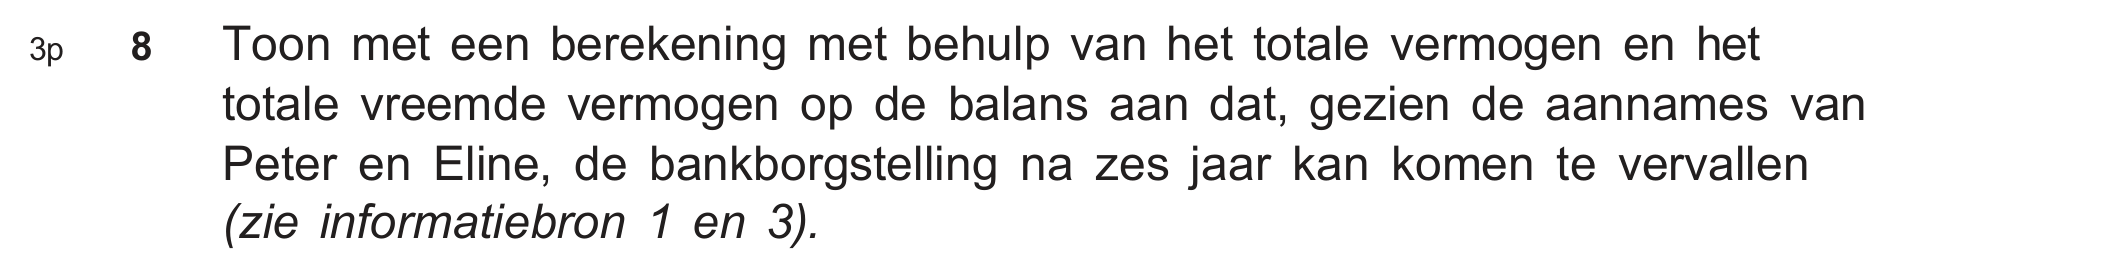 3p 8 Toon met een berekening met behulp van het totale vermogen en het
totale vreemde vermogen op de balans aan dat, gezien de aannames van
Peter en Eline, de bankborgstelling na zes jaar kan komen te vervallen
(zie informatiebron 1 en 3).